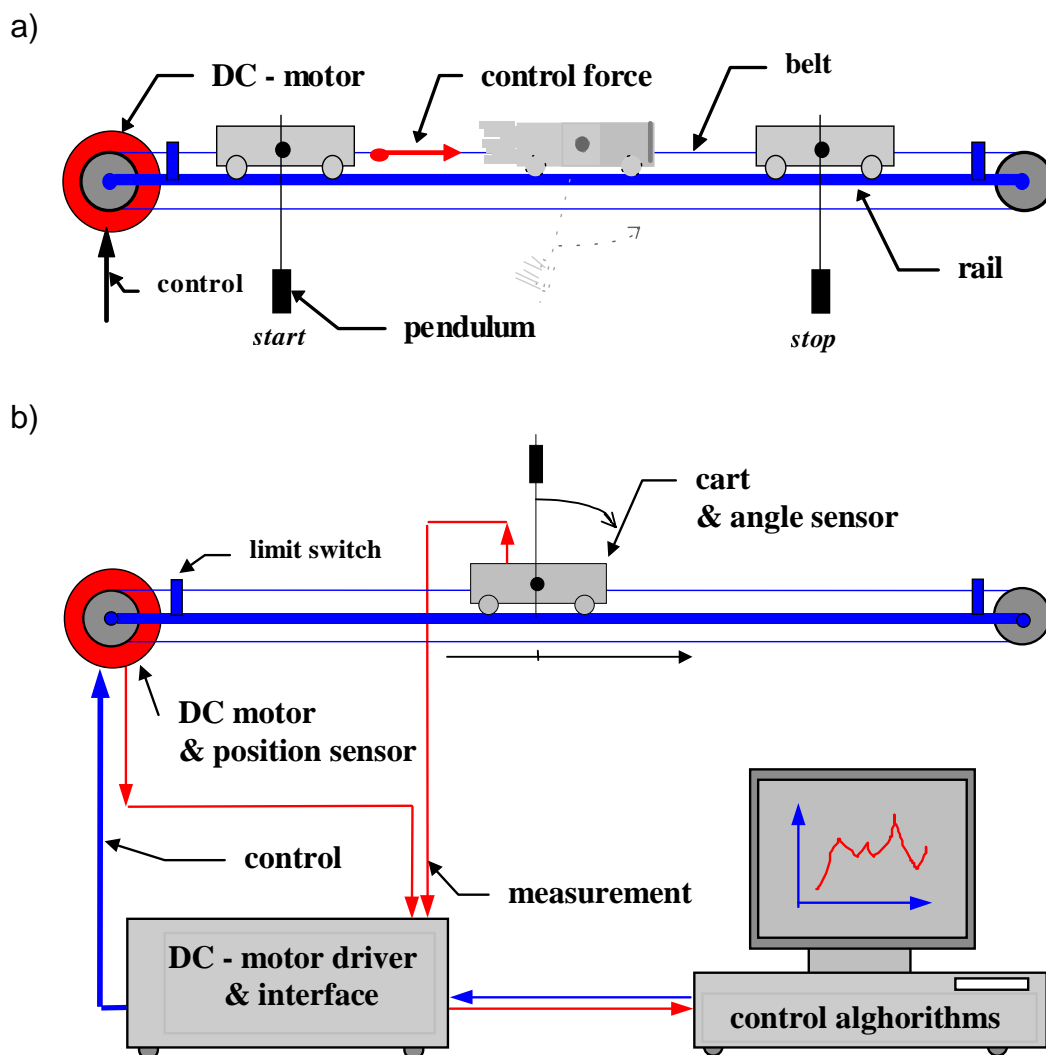 a)
DC - motor
control force
belt
control
rail
pendulum
start
stop
b)
cart
& angle sensor
limit switch
DC motor
& position sensor
control
measurement
DC - motor driver
& interface
control alghorithms